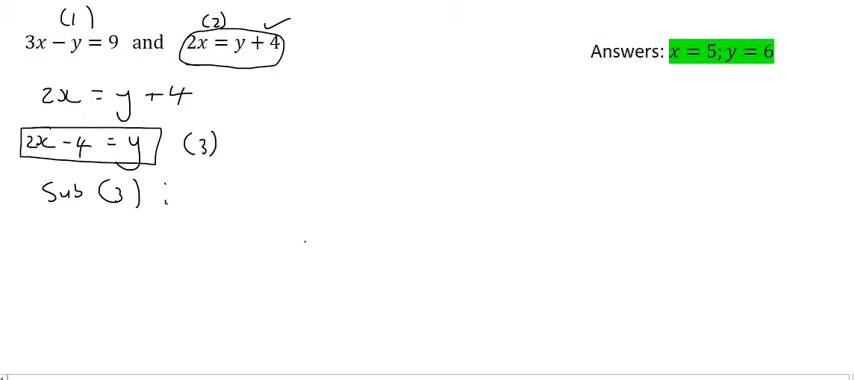 (1) (2) ✓
3x − y = 9 and 2x = y + 4
Answers: x = 5; y = 6
2x = y + 4
2x - 4 = y (3)
Sub (3) i